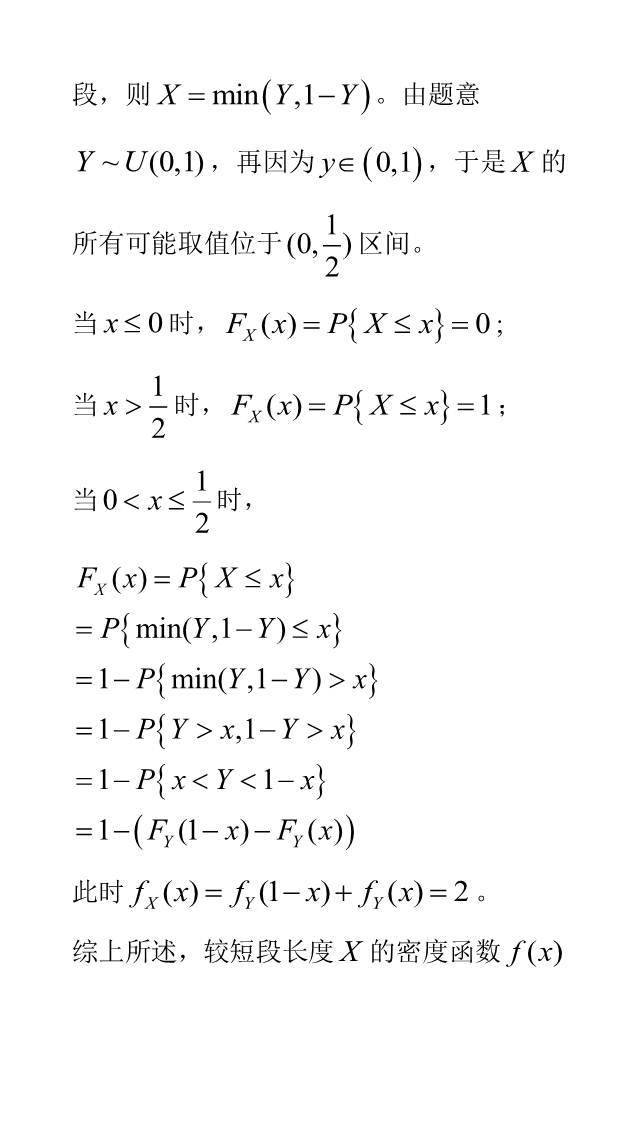 段，则 X = min(Y,1−Y)。由题意
Y ~ U(0,1)，再因为 y∈(0,1)，于是 X 的
所有可能取值位于 (0,1/2) 区间。
当 x ≤ 0 时，F_X(x) = P{X ≤ x} = 0；
当 x > 1/2 时，F_X(x) = P{X ≤ x} = 1；
当 0 < x ≤ 1/2 时，
F_X(x) = P{X ≤ x}
= P{min(Y,1−Y) ≤ x}
= 1− P{min(Y,1−Y) > x}
= 1− P{Y > x,1−Y > x}
= 1− P{x < Y < 1− x}
= 1−(F_Y(1− x) − F_Y(x))
此时 f_X(x) = f_Y(1− x) + f_Y(x) = 2 。
综上所述，较短段长度 X 的密度函数 f(x)